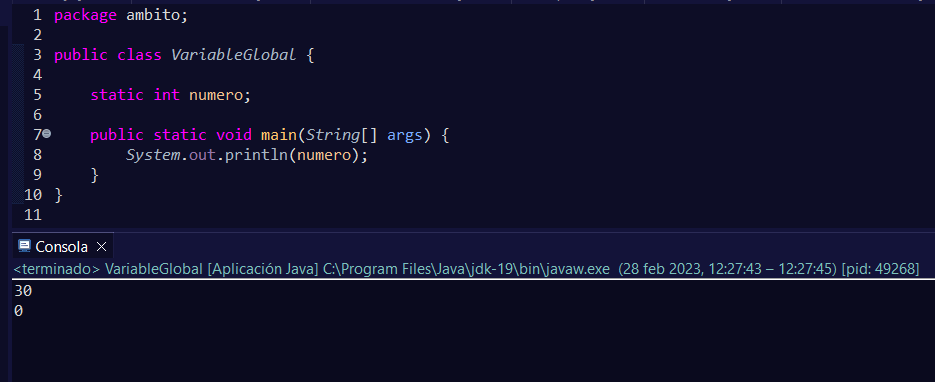 1 package ambito;
2
3 public class VariableGlobal {
4
5     static int numero;
6
7     public static void main(String[] args) {
8         System.out.println(numero);
9     }
10 }
11
Consola
<terminado> VariableGlobal [Aplicación Java] C:\Program Files\Java\jdk-19\bin\javaw.exe  (28 feb 2023, 12:27:43 – 12:27:45) [pid: 49268]
30
0